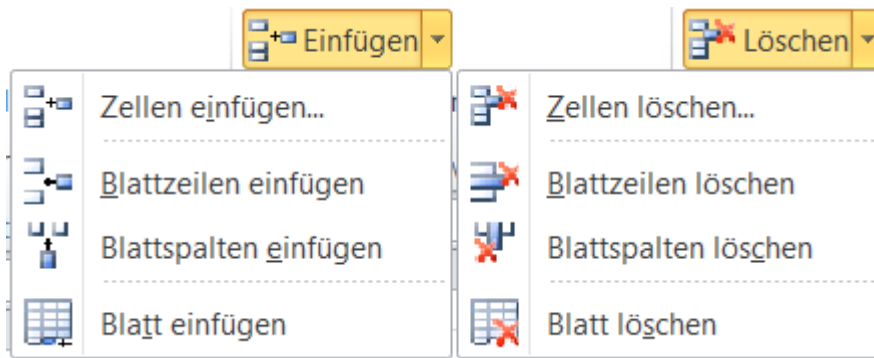 Einfügen
Zellen einfügen...
Blattzeilen einfügen
Blattspalten einfügen
Blatt einfügen
Löschen
Zellen löschen...
Blattzeilen löschen
Blattspalten löschen
Blatt löschen